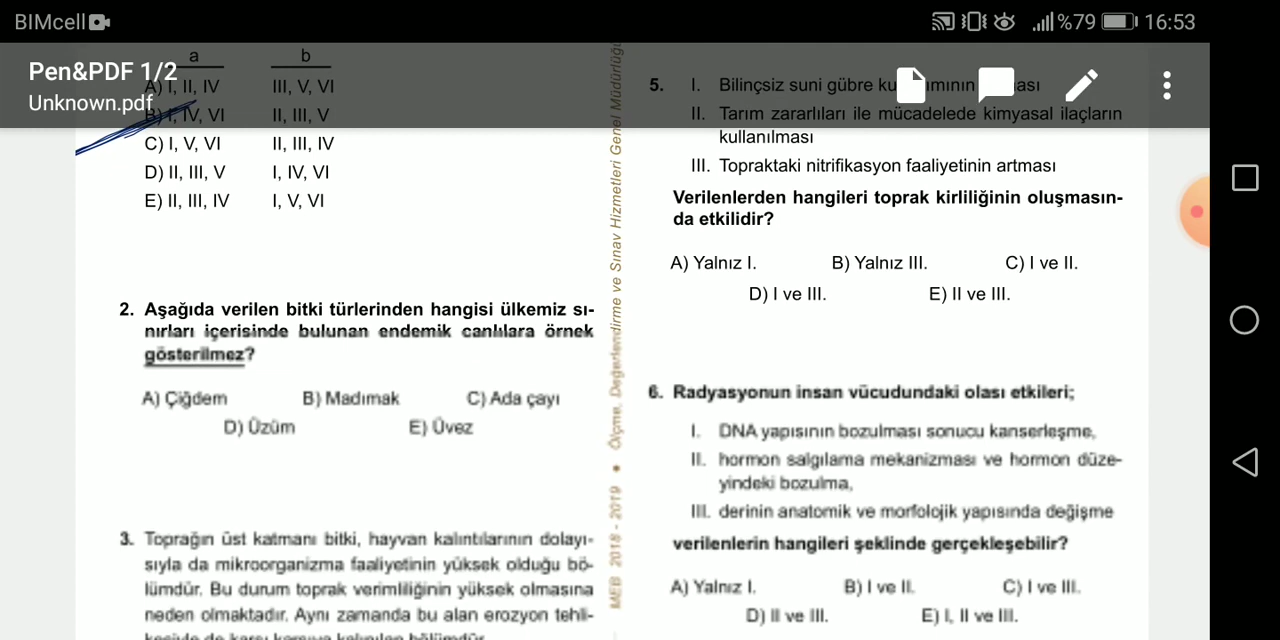 BIMcell
%79 16:53
Pen&PDF 1/2
Unknown.pdf
a b
A) I, II, IV III, V, VI
B) I, IV, VI II, III, V
C) I, V, VI II, III, IV
D) II, III, V I, IV, VI
E) II, III, IV I, V, VI
2. Aşağıda verilen bitki türlerinden hangisi ülkemiz sı-
nırları içerisinde bulunan endemik canlılara örnek
gösterilmez?
A) Çiğdem B) Madımak C) Ada çayı
D) Üzüm E) Üvez
3. Toprağın üst katmanı bitki, hayvan kalıntılarının dolayı-
sıyla da mikroorganizma faaliyetinin yüksek olduğu bö-
lümdür. Bu durum toprak verimliliğinin yüksek olmasına
neden olmaktadır. Aynı zamanda bu alan erozyon tehli-
kesiyle de karşı karşıya kalınılan bölümdür.
MEB 2018 - 2019 ● Ölçme, Değerlendirme ve Sınav Hizmetleri Genel Müdürlüğü
5. I. Bilinçsiz suni gübre
II. Tarım zararlıları ile mücadelede kimyasal ilaçların
kullanılması
III. Topraktaki nitrifikasyon faaliyetinin artması
Verilenlerden hangileri toprak kirliliğinin oluşmasın-
da etkilidir?
A) Yalnız I. B) Yalnız III. C) I ve II.
D) I ve III. E) II ve III.
6. Radyasyonun insan vücudundaki olası etkileri;
I. DNA yapısının bozulması sonucu kanserleşme,
II. hormon salgılama mekanizması ve hormon düze-
yindeki bozulma,
III. derinin anatomik ve morfolojik yapısında değişme
verilenlerin hangileri şeklinde gerçekleşebilir?
A) Yalnız I. B) I ve II. C) I ve III.
D) II ve III. E) I, II ve III.